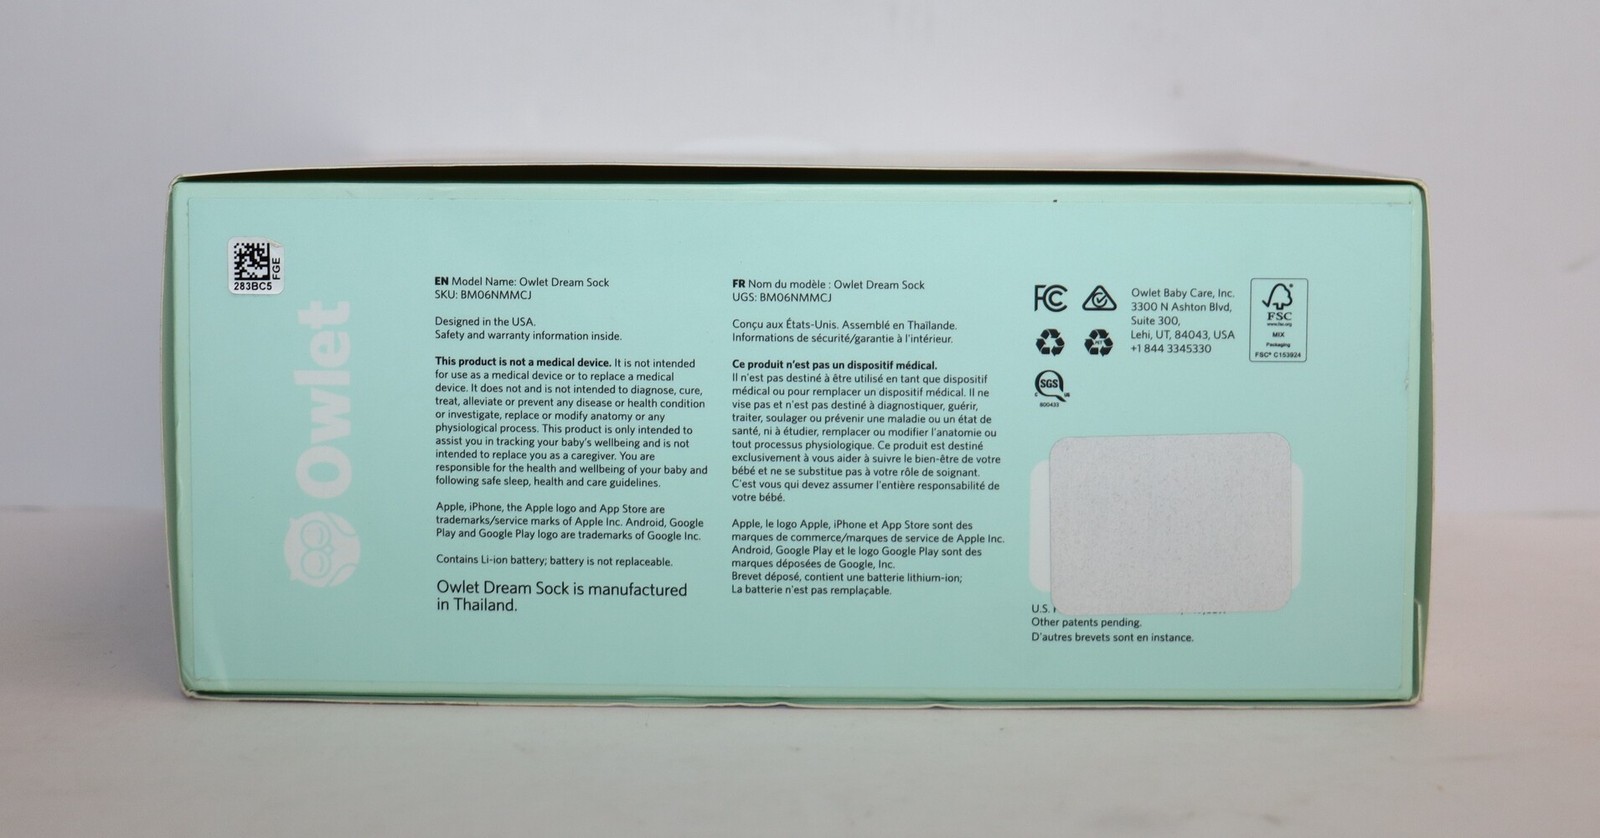 283BC5
FGE
Owlet
EN Model Name: Owlet Dream Sock
SKU: BM06NMMCJ
Designed in the USA.
Safety and warranty information inside.
This product is not a medical device. It is not intended
for use as a medical device or to replace a medical
device. It does not and is not intended to diagnose, cure,
treat, alleviate or prevent any disease or health condition
or investigate, replace or modify anatomy or any
physiological process. This product is only intended to
assist you in tracking your baby's wellbeing and is not
intended to replace you as a caregiver. You are
responsible for the health and wellbeing of your baby and
following safe sleep, health and care guidelines.
Apple, iPhone, the Apple logo and App Store are
trademarks/service marks of Apple Inc. Android, Google
Play and Google Play logo are trademarks of Google Inc.
Contains Li-ion battery; battery is not replaceable.
Owlet Dream Sock is manufactured
in Thailand.
FR Nom du modèle : Owlet Dream Sock
UGS: BM06NMMCJ
Conçu aux États-Unis. Assemblé en Thaïlande.
Informations de sécurité/garantie à l'intérieur.
Ce produit n'est pas un dispositif médical.
Il n'est pas destiné à être utilisé en tant que dispositif
médical ou pour remplacer un dispositif médical. Il ne
vise pas et n'est pas destiné à diagnostiquer, guérir,
traiter, soulager ou prévenir une maladie ou un état de
santé, ni à étudier, remplacer ou modifier l'anatomie ou
tout processus physiologique. Ce produit est destiné
exclusivement à vous aider à suivre le bien-être de votre
bébé et ne se substitue pas à votre rôle de soignant.
C'est vous qui devez assumer l'entière responsabilité de
votre bébé.
Apple, le logo Apple, iPhone et App Store sont des
marques de commerce/marques de service de Apple Inc.
Android, Google Play et le logo Google Play sont des
marques déposées de Google, Inc.
Brevet déposé, contient une batterie lithium-ion;
La batterie n'est pas remplaçable.
FC
SGS
600433
Owlet Baby Care, Inc.
3300 N Ashton Blvd,
Suite 300,
Lehi, UT, 84043, USA
+1 844 3345330
FSC
www.fsc.org
MIX
Packaging
FSC® C153924
U.S.
Other patents pending.
D'autres brevets sont en instance.